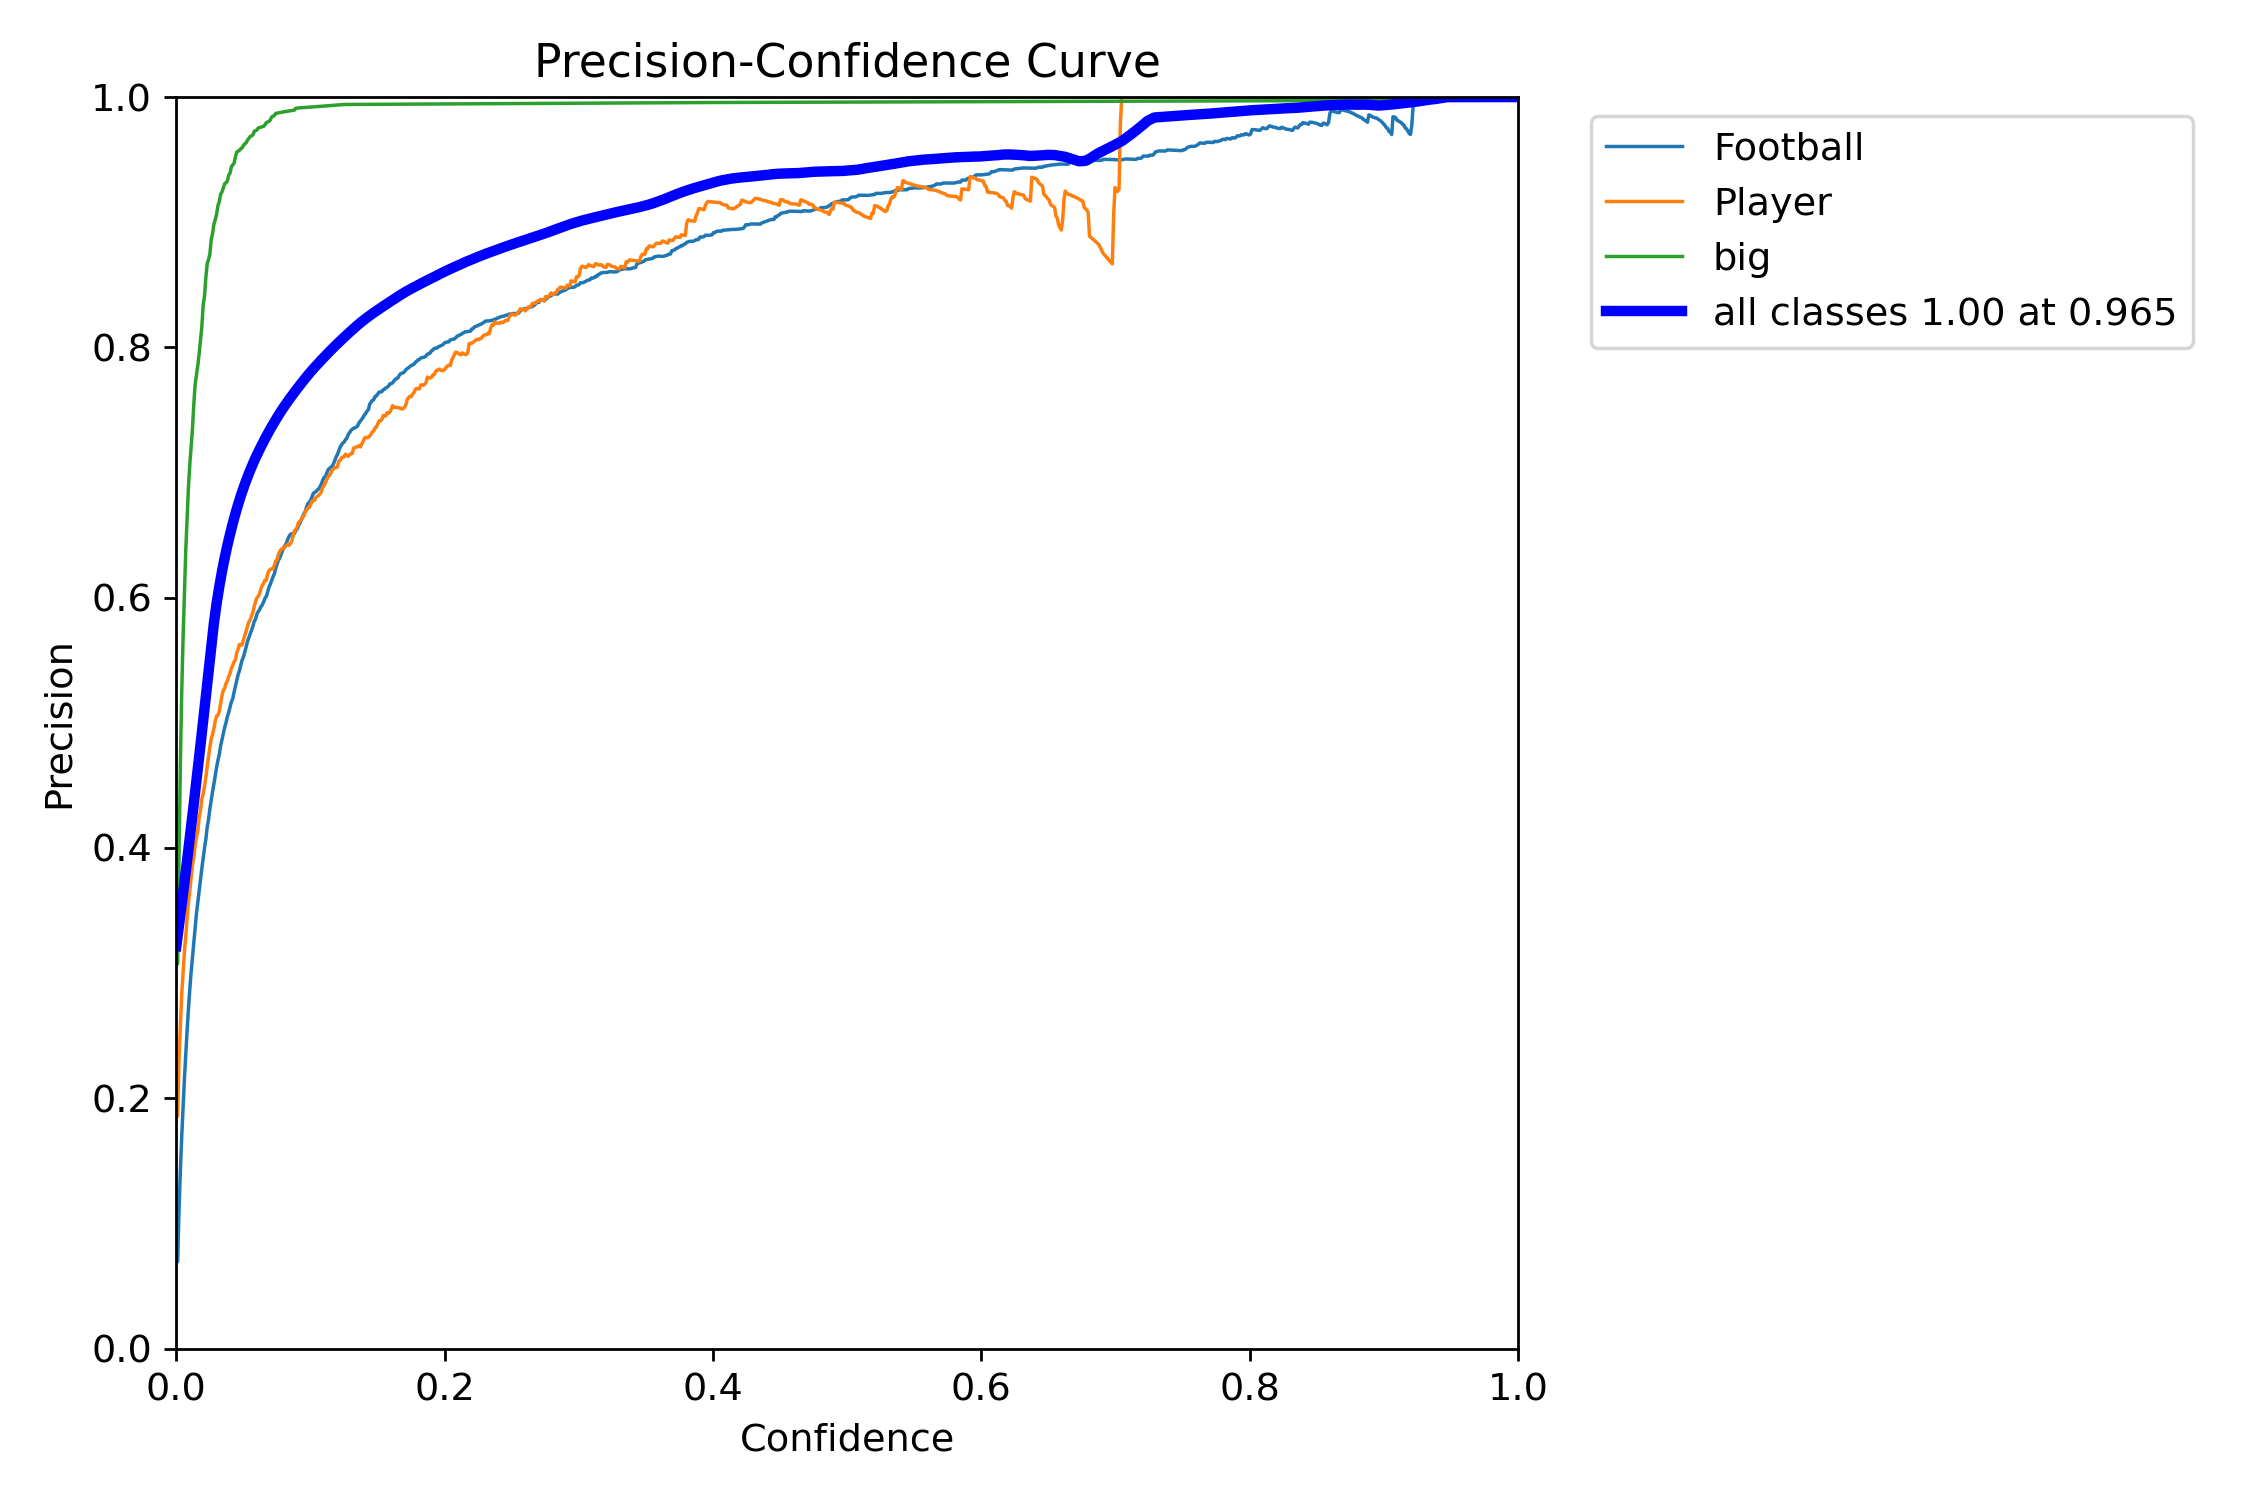 Precision-Confidence Curve
1.0
0.8
0.6
0.4
0.2
0.0
Precision
0.0 0.2 0.4 0.6 0.8 1.0
Confidence
Football
Player
big
all classes 1.00 at 0.965